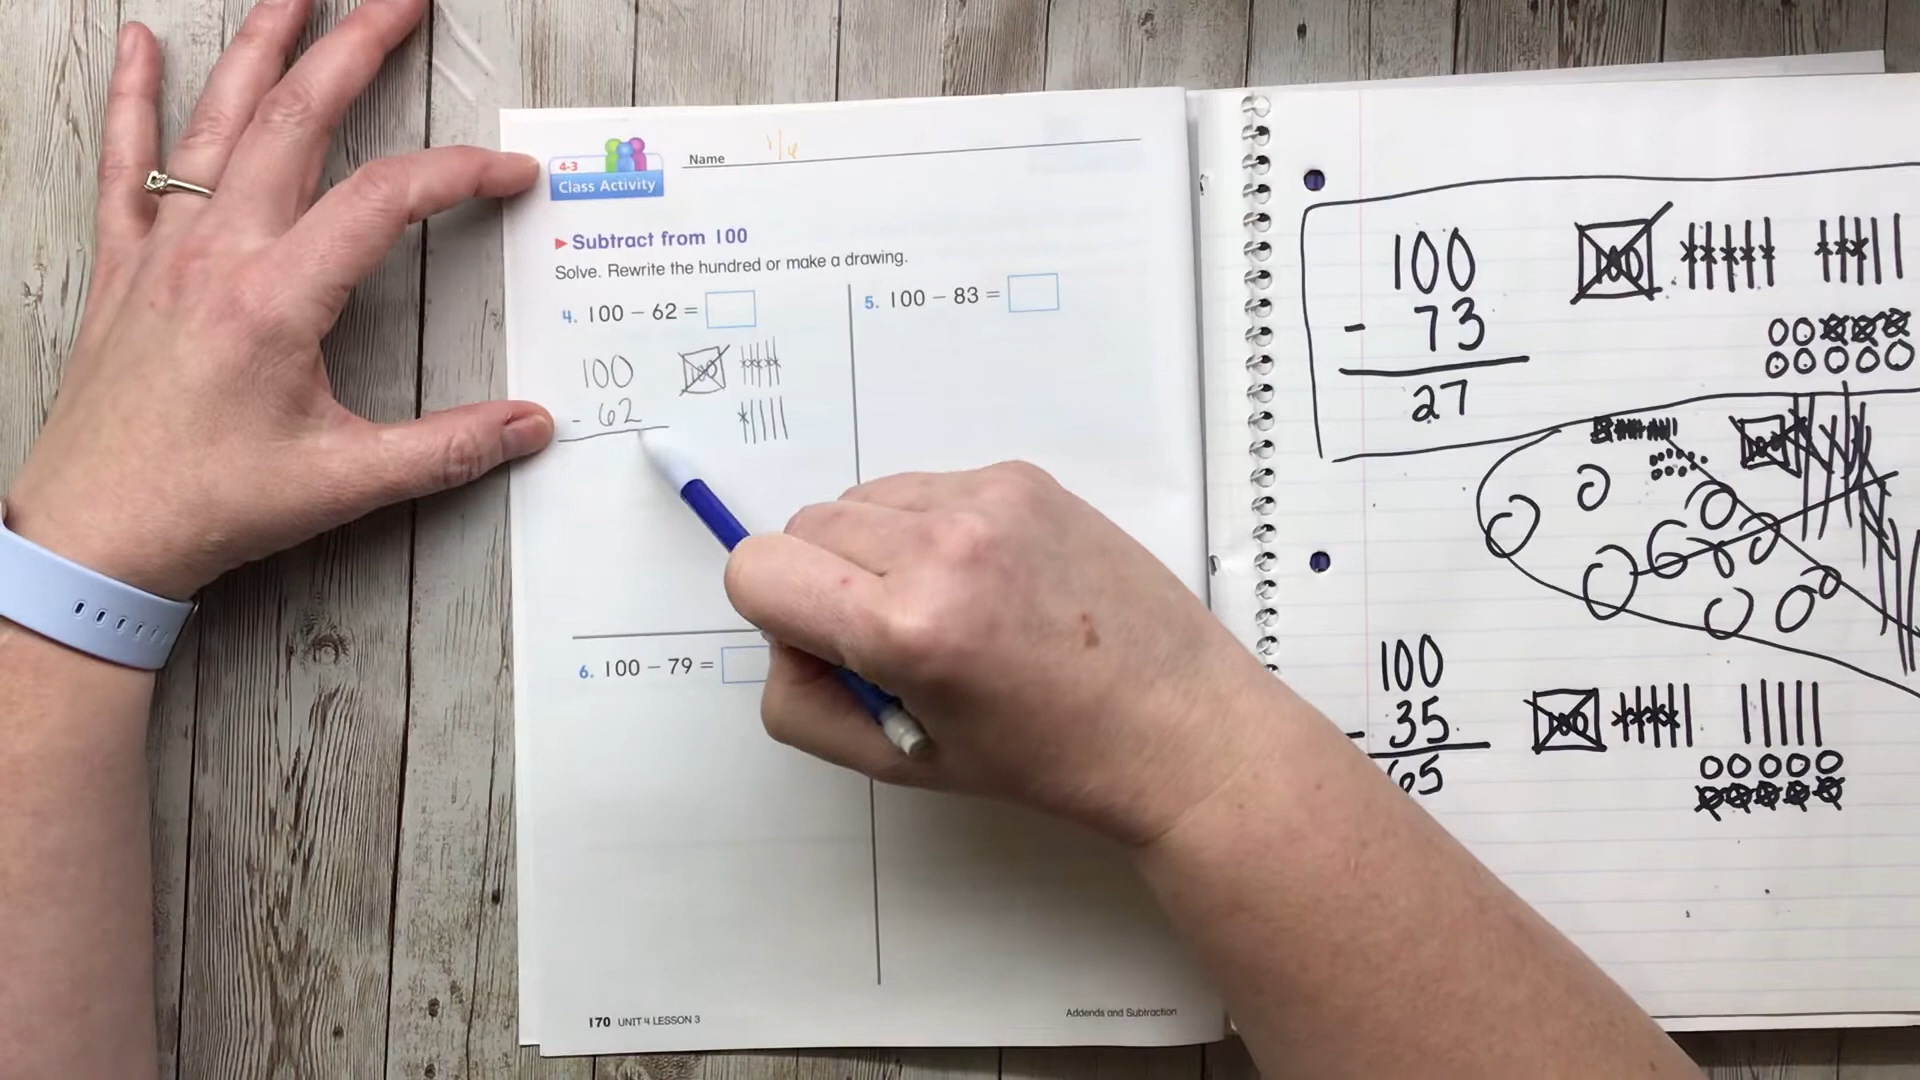 4-3
Class Activity
Name
Subtract from 100
Solve. Rewrite the hundred or make a drawing.
4. 100 − 62 =
100
- 62
100
5. 100 − 83 =
6. 100 − 79 =
170 UNIT 4 LESSON 3
Addends and Subtraction
100
- 73
27
100
100
- 35
65
100